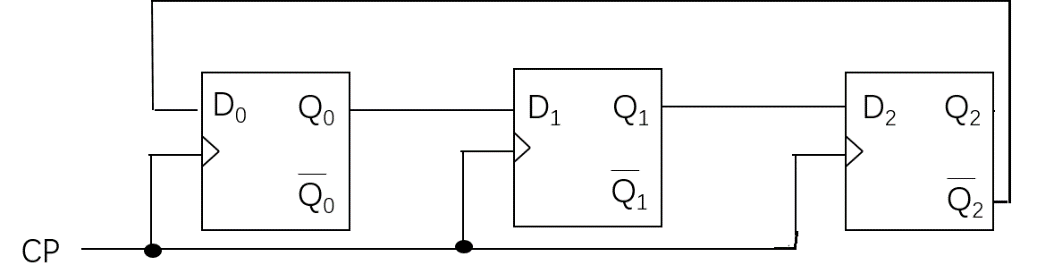 D₀ Q₀ D₁ Q₁ D₂ Q₂
Q̅₀ Q̅₁ Q̅₂
CP